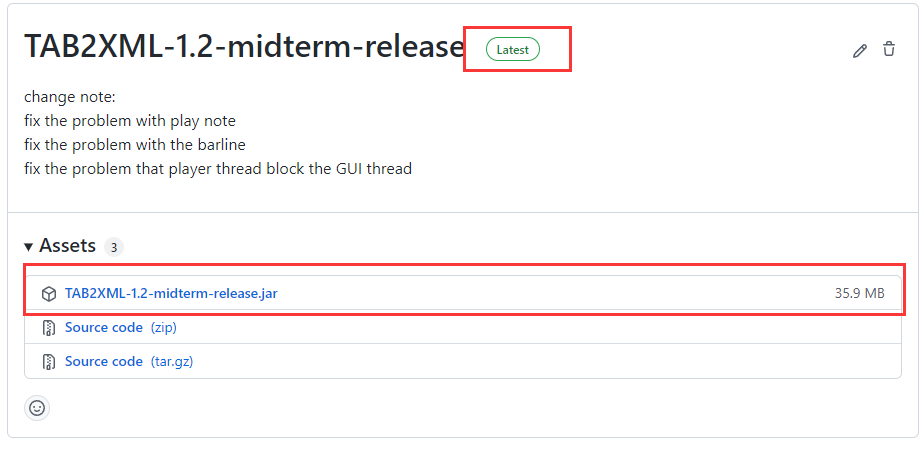 TAB2XML-1.2-midterm-release Latest
change note:
fix the problem with play note
fix the problem with the barline
fix the problem that player thread block the GUI thread
Assets 3
TAB2XML-1.2-midterm-release.jar 35.9 MB
Source code (zip)
Source code (tar.gz)